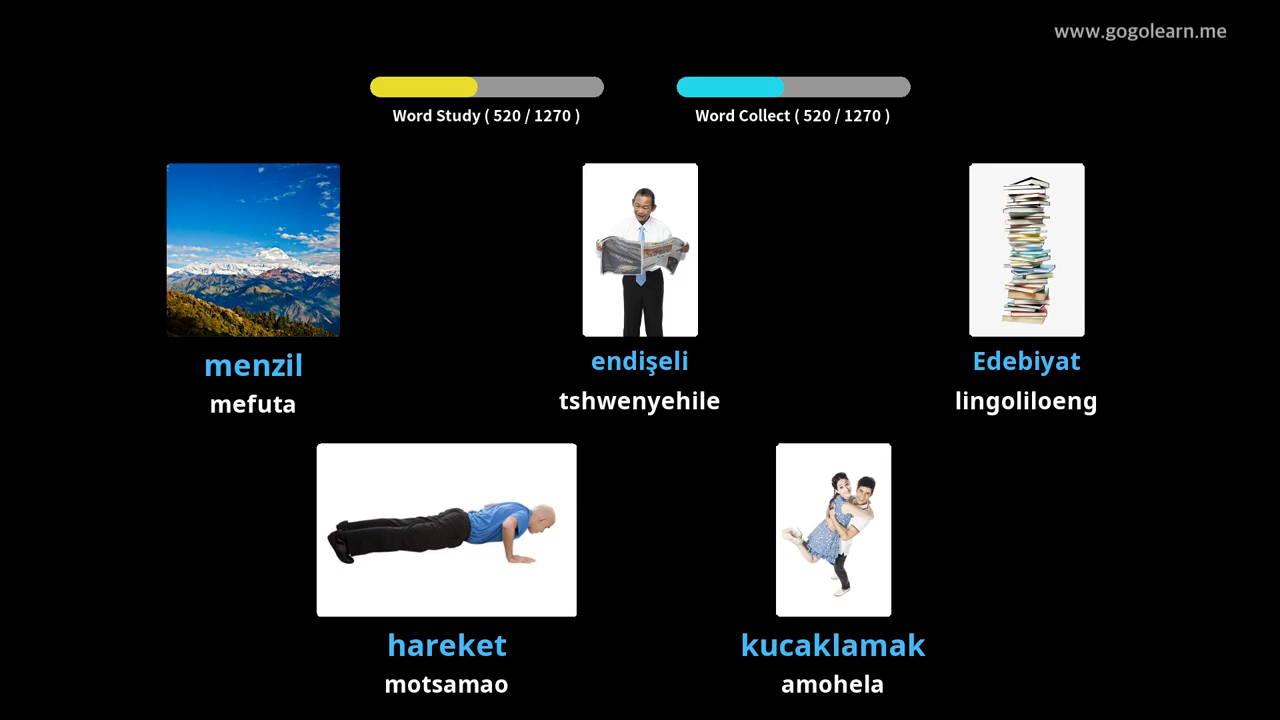 www.gogolearn.me
Word Study ( 520 / 1270 )
Word Collect ( 520 / 1270 )
menzil
mefuta
endişeli
tshwenyehile
Edebiyat
lingoliloeng
hareket
motsamao
kucaklamak
amohela